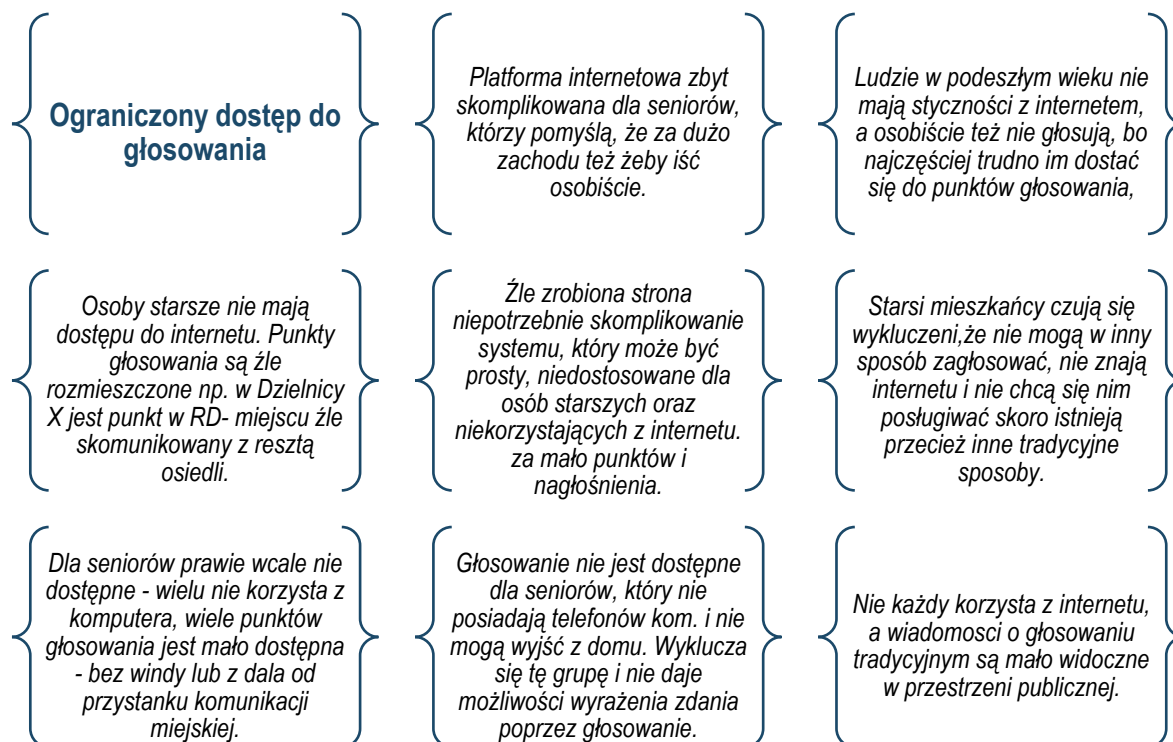 Ograniczony dostęp do
głosowania
Platforma internetowa zbyt
skomplikowana dla seniorów,
którzy pomyślą, że za dużo
zachodu też żeby iść
osobiście.
Ludzie w podeszłym wieku nie
mają styczności z internetem,
a osobiście też nie głosują, bo
najczęściej trudno im dostać
się do punktów głosowania,
Osoby starsze nie mają
dostępu do internetu. Punkty
głosowania są źle
rozmieszczone np. w Dzielnicy
X jest punkt w RD- miejscu źle
skomunikowany z resztą
osiedli.
Źle zrobiona strona
niepotrzebnie skomplikowanie
systemu, który może być
prosty, niedostosowane dla
osób starszych oraz
niekorzystających z internetu.
za mało punktów i
nagłośnienia.
Starsi mieszkańcy czują się
wykluczeni,że nie mogą w inny
sposób zagłosować, nie znają
internetu i nie chcą się nim
posługiwać skoro istnieją
przecież inne tradycyjne
sposoby.
Dla seniorów prawie wcale nie
dostępne - wielu nie korzysta z
komputera, wiele punktów
głosowania jest mało dostępna
- bez windy lub z dala od
przystanku komunikacji
miejskiej.
Głosowanie nie jest dostępne
dla seniorów, który nie
posiadają telefonów kom. i nie
mogą wyjść z domu. Wyklucza
się tę grupę i nie daje
możliwości wyrażenia zdania
poprzez głosowanie.
Nie każdy korzysta z internetu,
a wiadomosci o głosowaniu
tradycyjnym są mało widoczne
w przestrzeni publicznej.